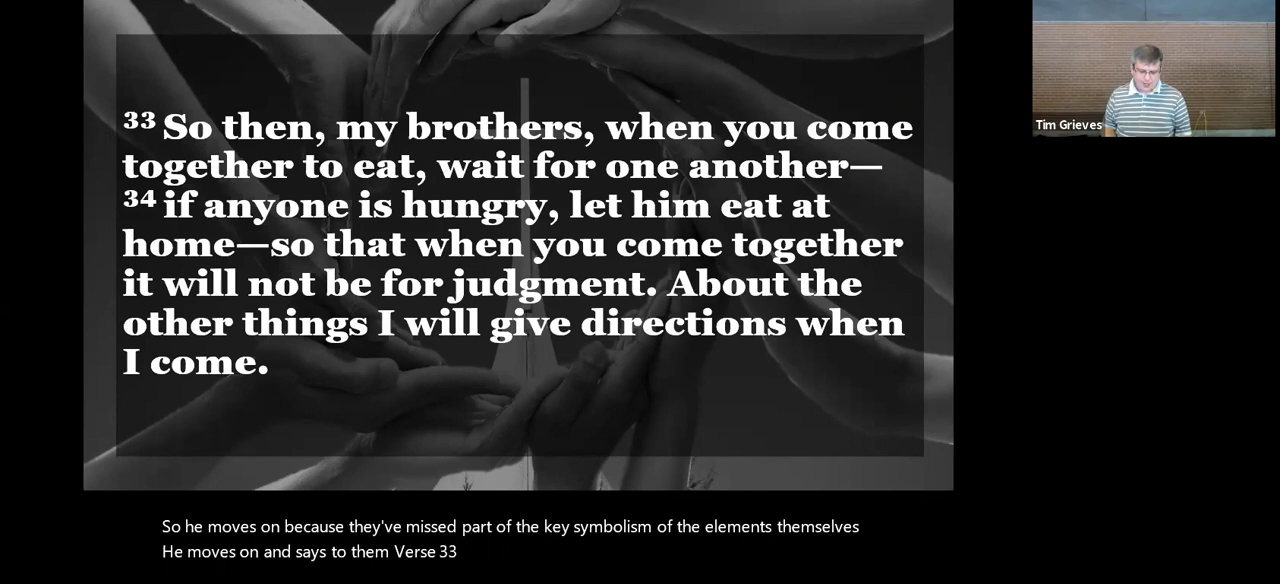 33 So then, my brothers, when you come
together to eat, wait for one another—
34 if anyone is hungry, let him eat at
home—so that when you come together
it will not be for judgment. About the
other things I will give directions when
I come.
Tim Grieves
So he moves on because they've missed part of the key symbolism of the elements themselves
He moves on and says to them Verse 33